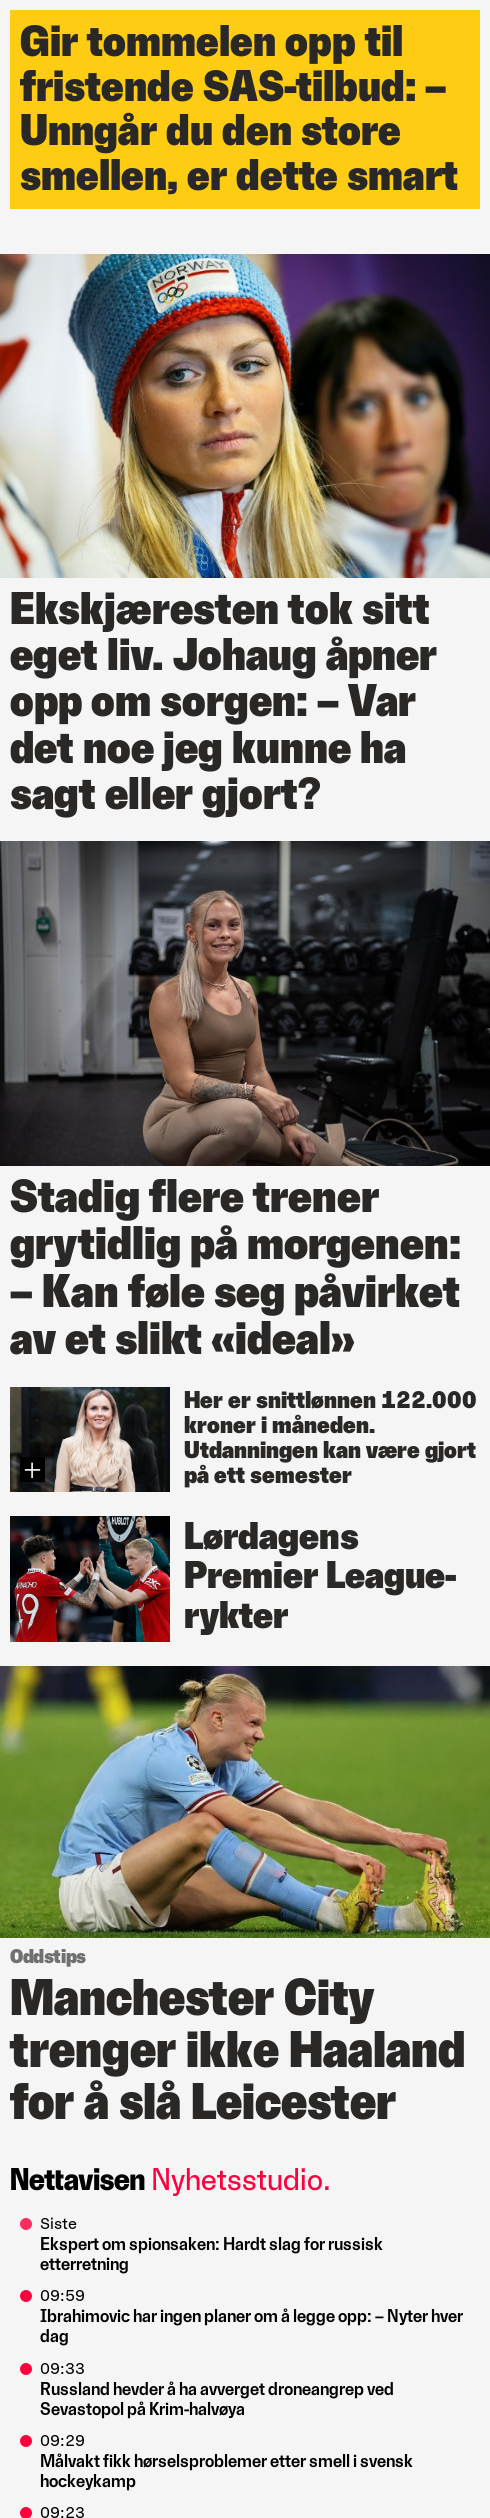 Gir tommelen opp til
fristende SAS-tilbud: –
Unngår du den store
smellen, er dette smart
NORWAY
Ekskjæresten tok sitt
eget liv. Johaug åpner
opp om sorgen: – Var
det noe jeg kunne ha
sagt eller gjort?
Stadig flere trener
grytidlig på morgenen:
– Kan føle seg påvirket
av et slikt «ideal»
Her er snittlønnen 122.000
kroner i måneden.
Utdanningen kan være gjort
på ett semester
HUBLOT
Lørdagens
Premier League-
rykter
Oddstips
Manchester City
trenger ikke Haaland
for å slå Leicester
Nettavisen Nyhetsstudio.
Siste
Ekspert om spionsaken: Hardt slag for russisk
etterretning
09:59
Ibrahimovic har ingen planer om å legge opp: – Nyter hver
dag
09:33
Russland hevder å ha avverget droneangrep ved
Sevastopol på Krim-halvøya
09:29
Målvakt fikk hørselsproblemer etter smell i svensk
hockeykamp
09:23